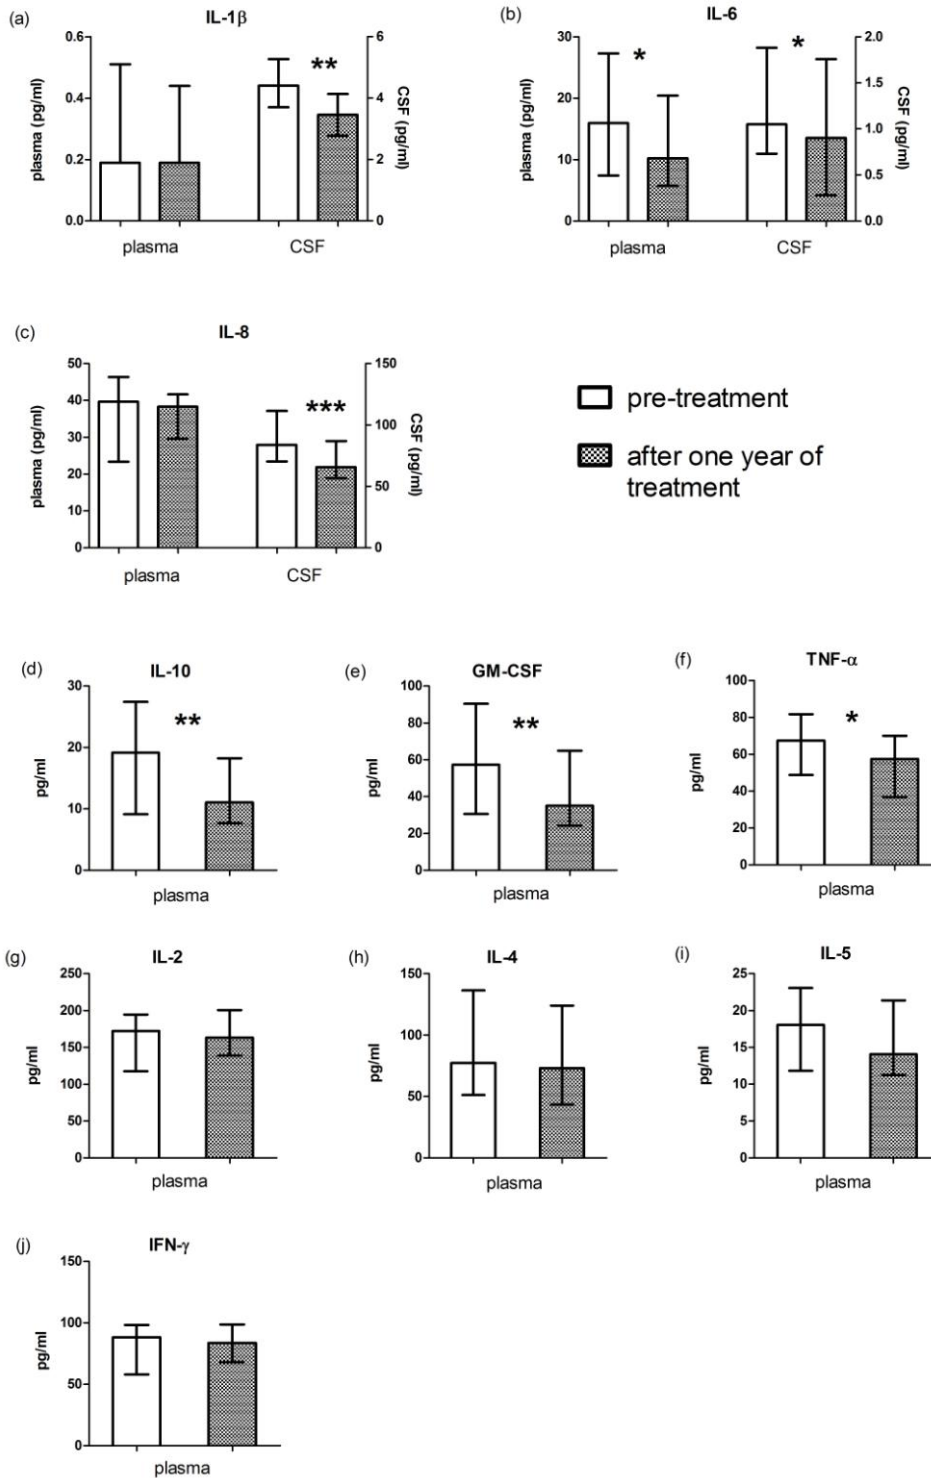 (a)
IL-1β
plasma (pg/ml)
0.6
0.4
0.2
0.0
**
6
4
2
0
CSF (pg/ml)
plasma
CSF
(b)
IL-6
plasma (pg/ml)
30
20
10
0
*
*
2.0
1.5
1.0
0.5
0.0
CSF (pg/ml)
plasma
CSF
(c)
IL-8
plasma (pg/ml)
50
40
30
20
10
0
***
150
100
50
0
CSF (pg/ml)
plasma
CSF
pre-treatment
after one year of
treatment
(d)
IL-10
pg/ml
30
20
10
0
**
plasma
(e)
GM-CSF
pg/ml
100
80
60
40
20
0
**
plasma
(f)
TNF-α
pg/ml
100
80
60
40
20
0
*
plasma
(g)
IL-2
pg/ml
250
200
150
100
50
0
plasma
(h)
IL-4
pg/ml
150
100
50
0
plasma
(i)
IL-5
pg/ml
25
20
15
10
5
0
plasma
(j)
IFN-γ
pg/ml
150
100
50
0
plasma